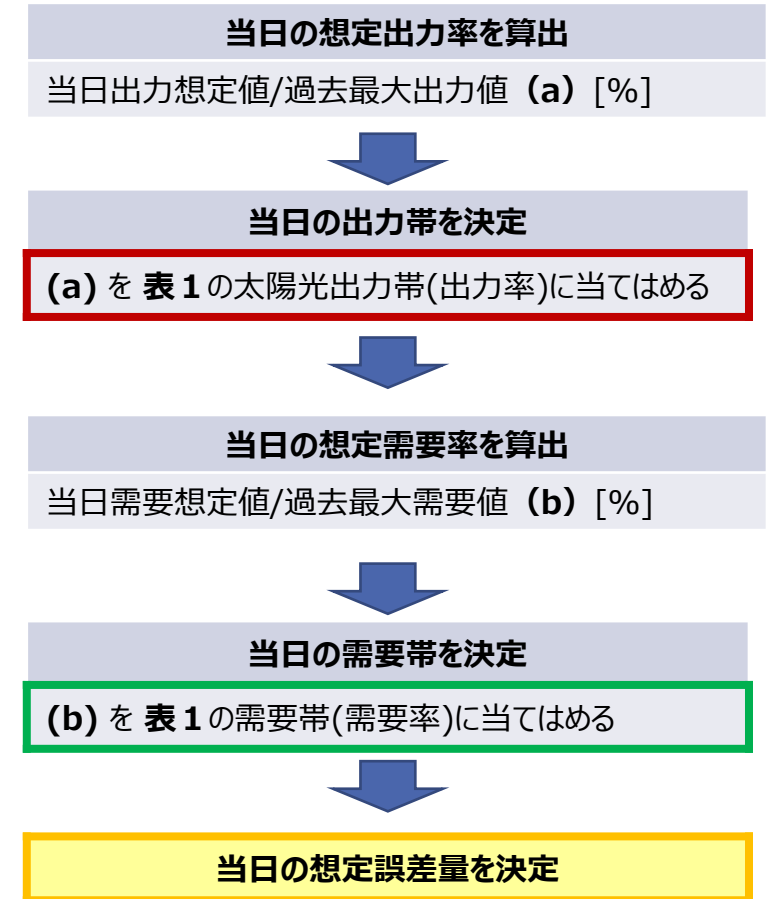 当日の想定出力率を算出
当日出力想定値/過去最大出力値（a）[%]
当日の出力帯を決定
(a) を 表１の太陽光出力帯(出力率)に当てはめる
当日の想定需要率を算出
当日需要想定値/過去最大需要値（b）[%]
当日の需要帯を決定
(b) を 表１の需要帯(需要率)に当てはめる
当日の想定誤差量を決定